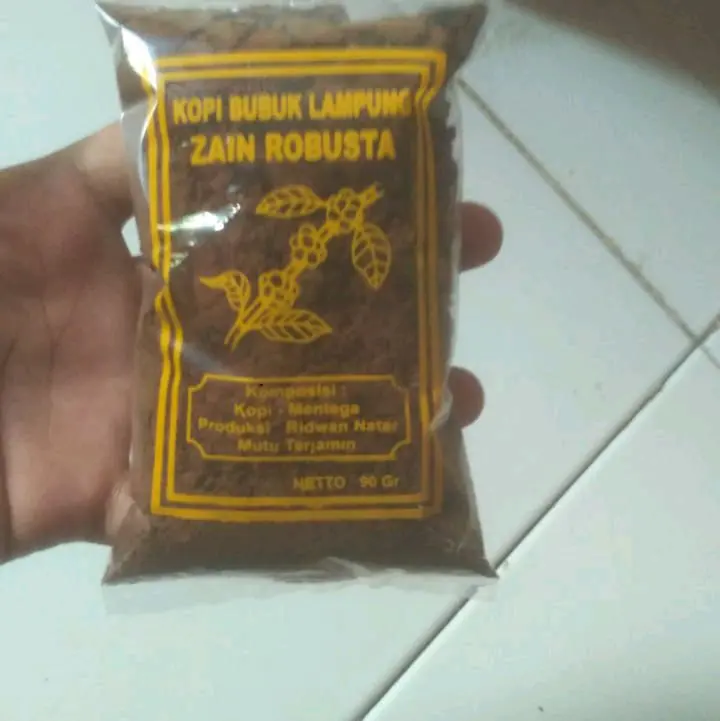 KOPI BUBUK LAMPUNG
ZAIN ROBUSTA
Komposisi :
Kopi - Mentega
Produksi Ridwan Natar
Mutu Terjamin
NETTO 90 Gr